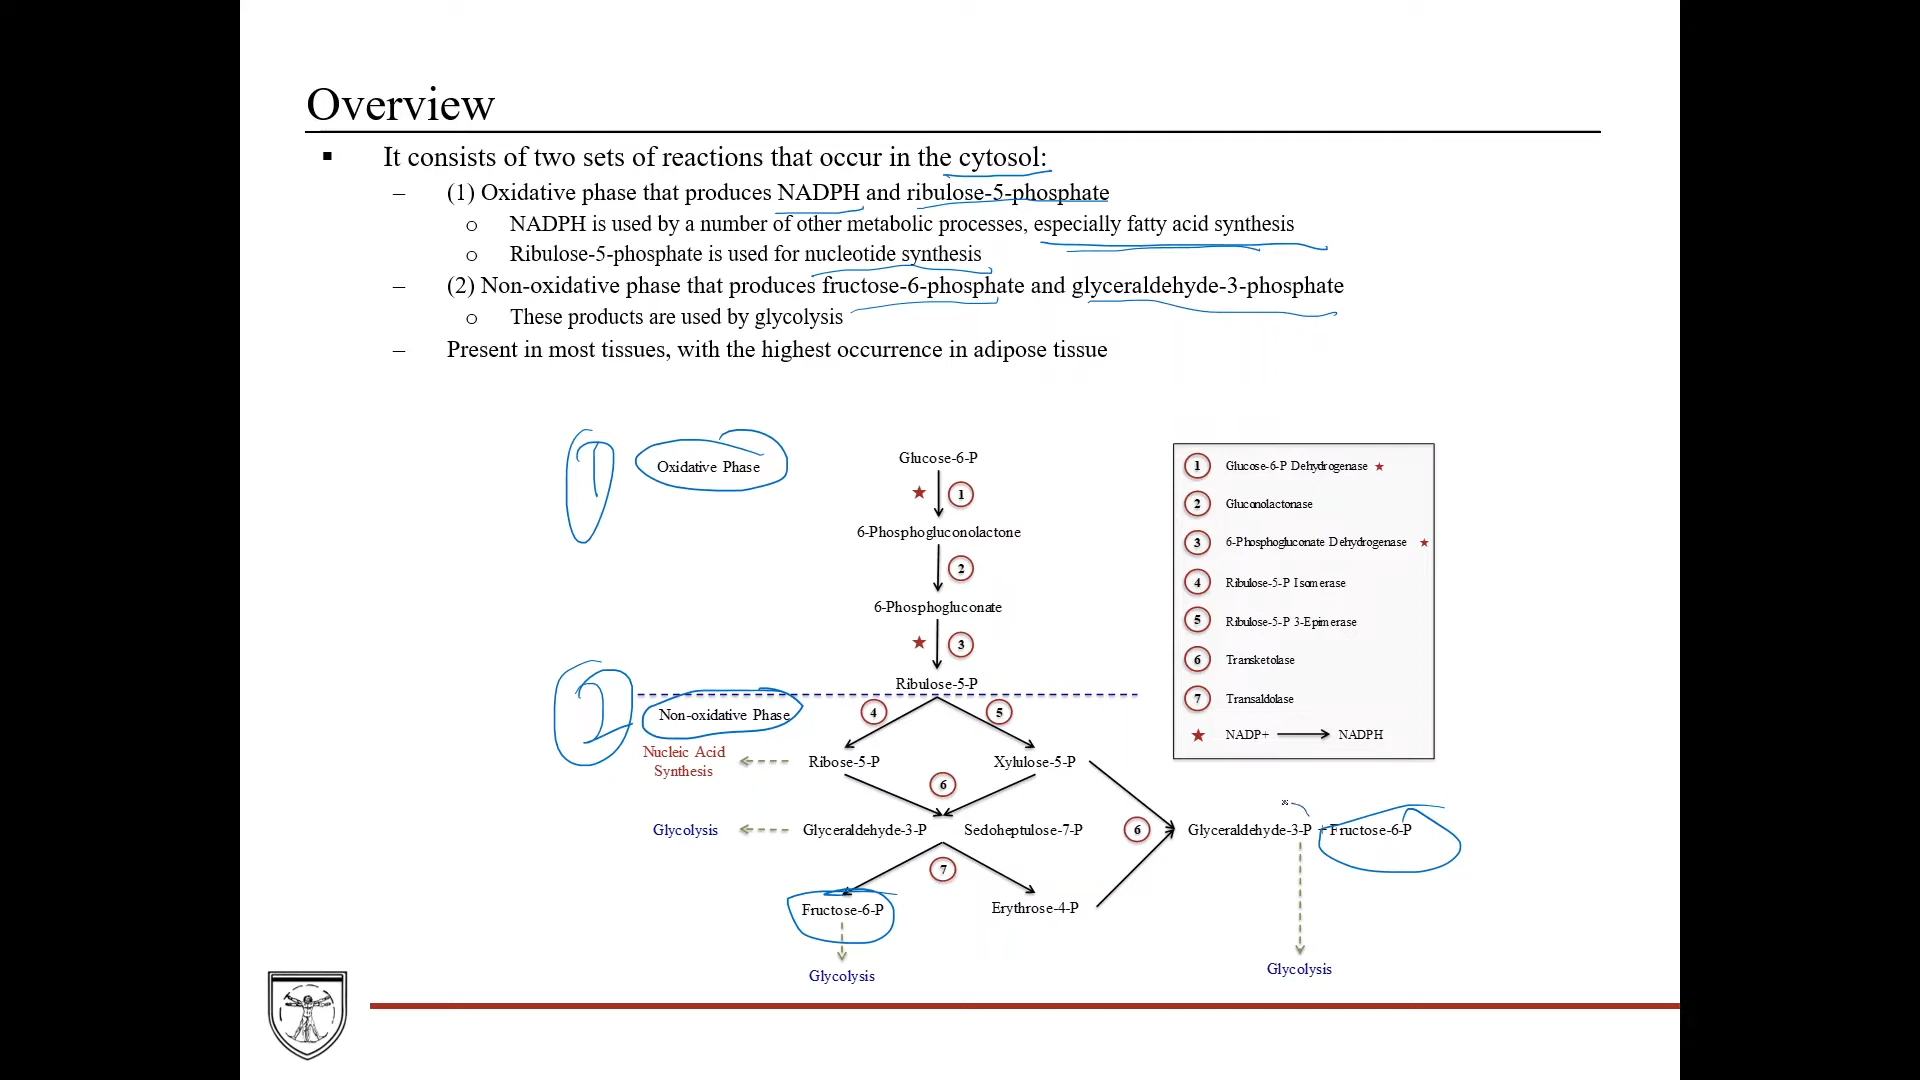 Overview
▪ It consists of two sets of reactions that occur in the cytosol:
– (1) Oxidative phase that produces NADPH and ribulose-5-phosphate
o NADPH is used by a number of other metabolic processes, especially fatty acid synthesis
o Ribulose-5-phosphate is used for nucleotide synthesis
– (2) Non-oxidative phase that produces fructose-6-phosphate and glyceraldehyde-3-phosphate
o These products are used by glycolysis
– Present in most tissues, with the highest occurrence in adipose tissue
1
Oxidative Phase
Glucose-6-P
★ 1
6-Phosphogluconolactone
2
6-Phosphogluconate
★ 3
Ribulose-5-P
2
Non-oxidative Phase
4 5
Nucleic Acid
Synthesis
Ribose-5-P Xylulose-5-P
6
Glycolysis
Glyceraldehyde-3-P Sedoheptulose-7-P
6
Glyceraldehyde-3-P + Fructose-6-P
7
Fructose-6-P Erythrose-4-P
Glycolysis
Glycolysis
1 Glucose-6-P Dehydrogenase ★
2 Gluconolactonase
3 6-Phosphogluconate Dehydrogenase ★
4 Ribulose-5-P Isomerase
5 Ribulose-5-P 3-Epimerase
6 Transketolase
7 Transaldolase
★ NADP+ → NADPH